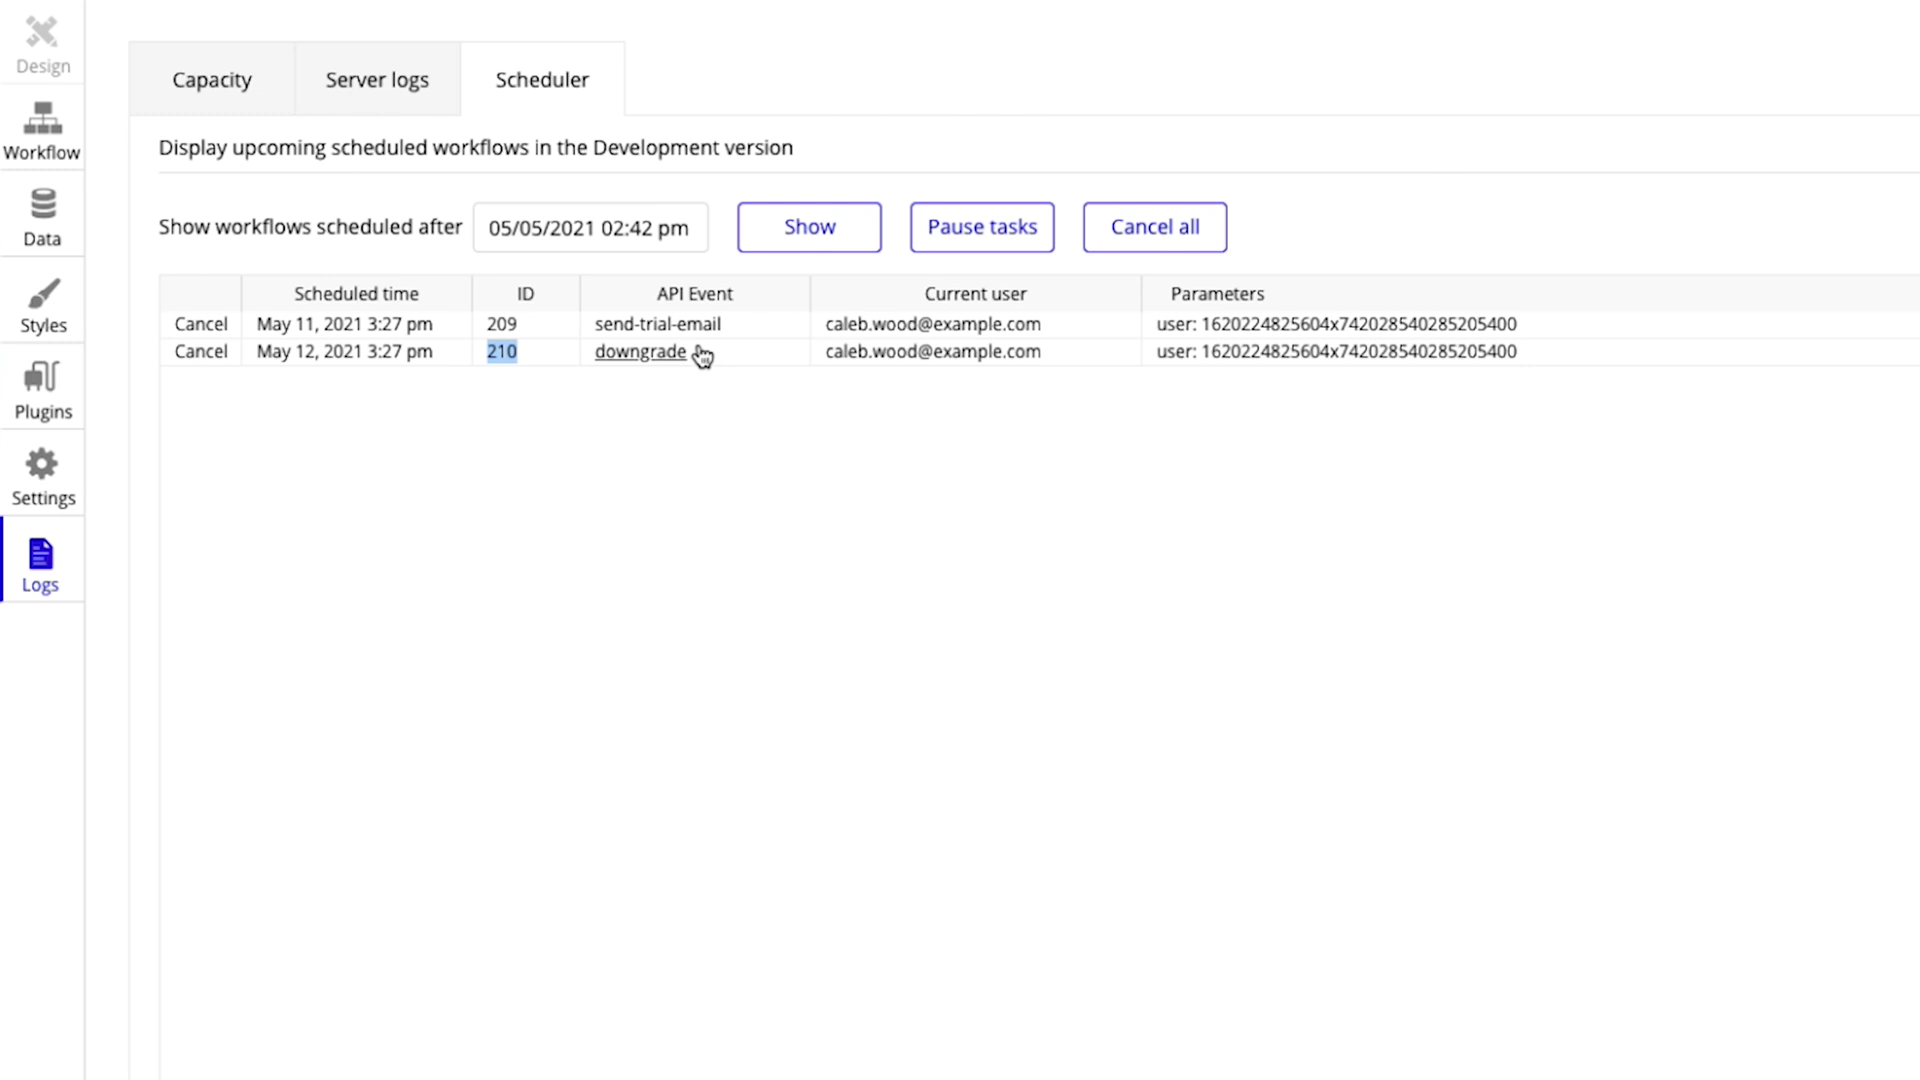 Design
Workflow
Data
Styles
Plugins
Settings
Logs
Capacity Server logs Scheduler
Display upcoming scheduled workflows in the Development version
Show workflows scheduled after 05/05/2021 02:42 pm Show Pause tasks Cancel all
Scheduled time ID API Event Current user Parameters
Cancel May 11, 2021 3:27 pm 209 send-trial-email caleb.wood@example.com user: 1620224825604x742028540285205400
Cancel May 12, 2021 3:27 pm 210 downgrade caleb.wood@example.com user: 1620224825604x742028540285205400